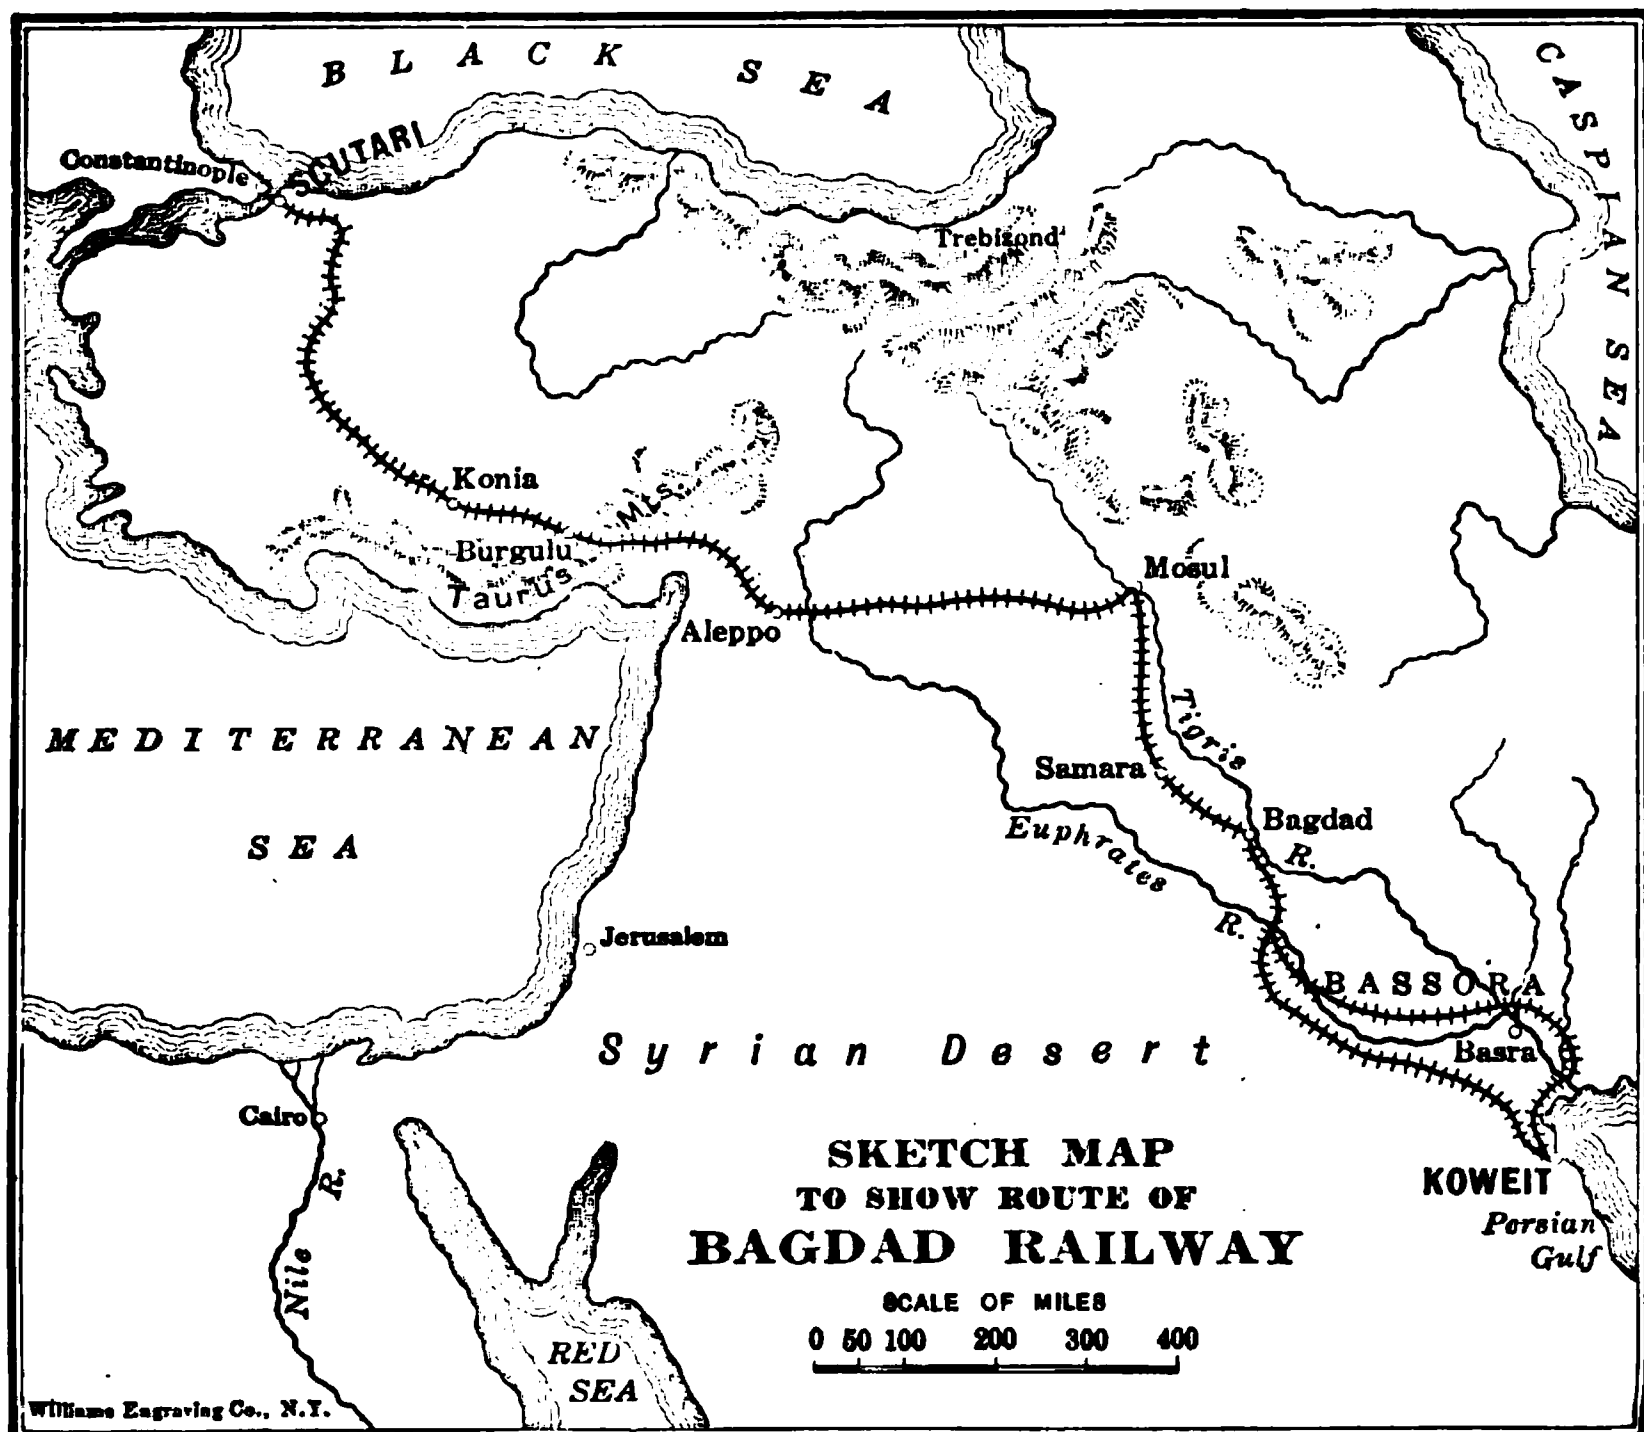 BLACK SEA
CASPIAN SEA
Constantinople
SCUTARI
Trebizond
Konia
Mts.
Burgulu
Taurus
Mosul
Aleppo
MEDITERRANEAN
SEA
Tigris
Samara
Bagdad
R.
Euphrates
R.
Jerusalem
BASSORA
Basra
Syrian Desert
Cairo
R.
Nile
KOWEIT
Persian
Gulf
SKETCH MAP
TO SHOW ROUTE OF
BAGDAD RAILWAY
SCALE OF MILES
0 50 100 200 300 400
RED
SEA
Williams Engraving Co., N.Y.